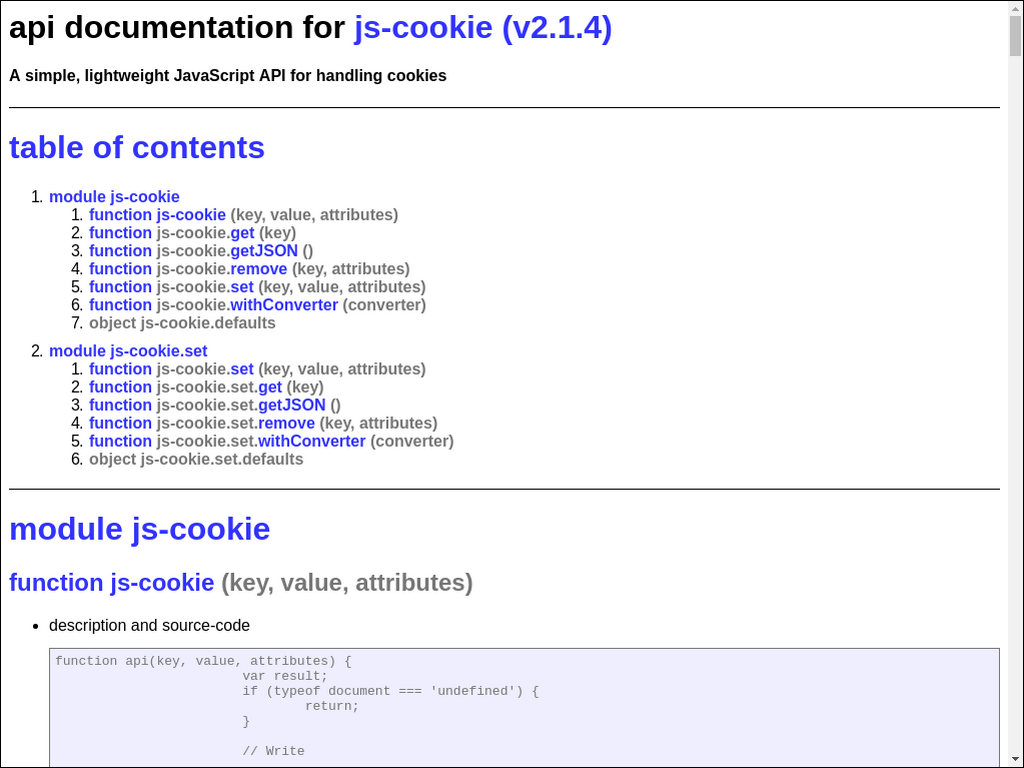 api documentation for js-cookie (v2.1.4)
A simple, lightweight JavaScript API for handling cookies
table of contents
1. module js-cookie
1. function js-cookie (key, value, attributes)
2. function js-cookie.get (key)
3. function js-cookie.getJSON ()
4. function js-cookie.remove (key, attributes)
5. function js-cookie.set (key, value, attributes)
6. function js-cookie.withConverter (converter)
7. object js-cookie.defaults
2. module js-cookie.set
1. function js-cookie.set (key, value, attributes)
2. function js-cookie.set.get (key)
3. function js-cookie.set.getJSON ()
4. function js-cookie.set.remove (key, attributes)
5. function js-cookie.set.withConverter (converter)
6. object js-cookie.set.defaults
module js-cookie
function js-cookie (key, value, attributes)
• description and source-code
function api(key, value, attributes) {
var result;
if (typeof document === 'undefined') {
return;
}
// Write